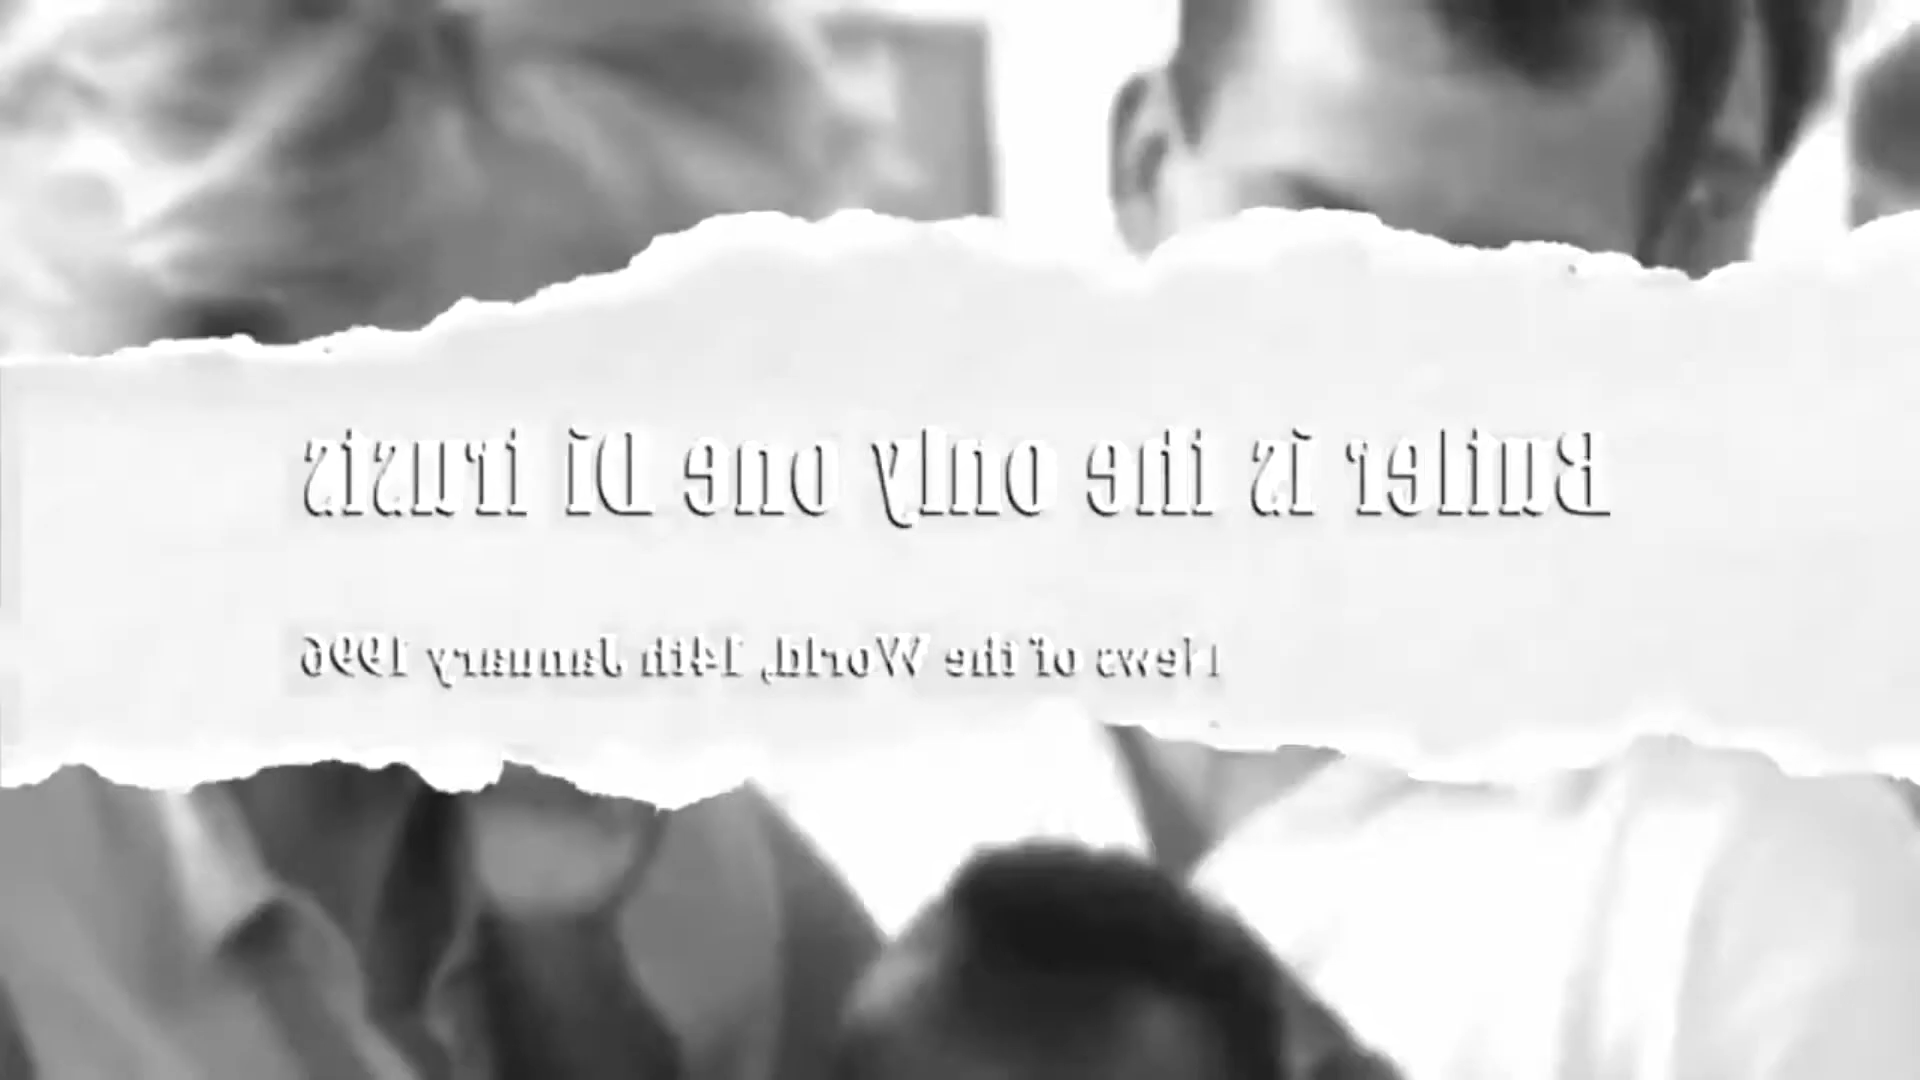 Butler is the only one Di trusts
News of the World, 14th January 1996